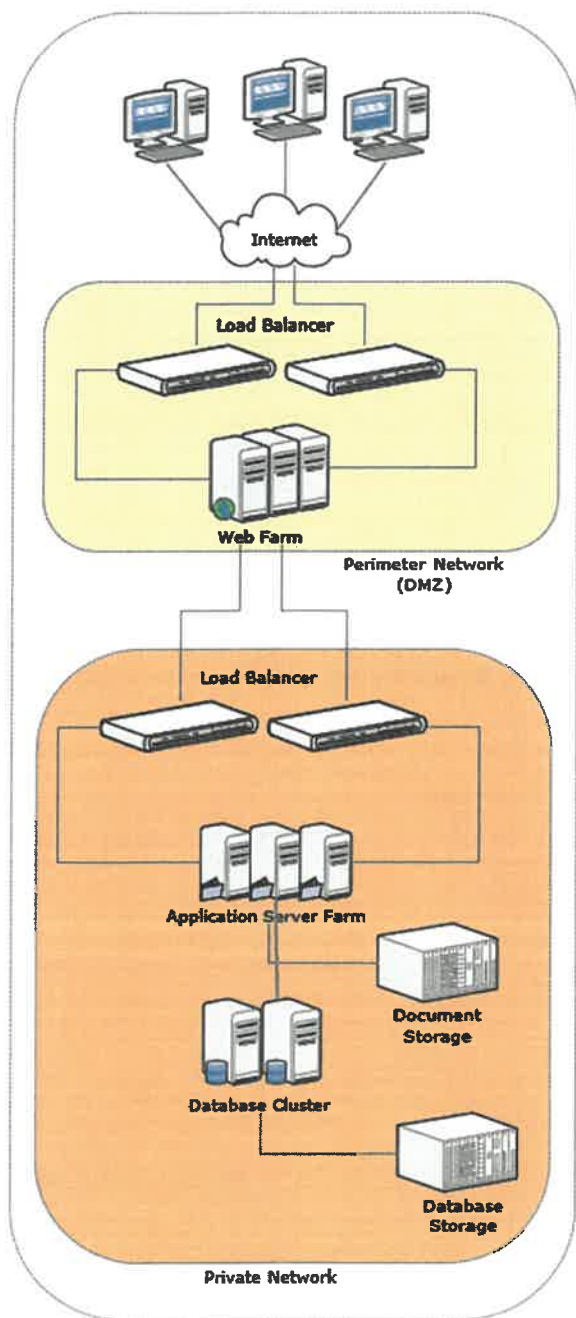 Internet
Load Balancer
Web Farm
Perimeter Network
(DMZ)
Load Balancer
Application Server Farm
Document
Storage
Database Cluster
Database
Storage
Private Network